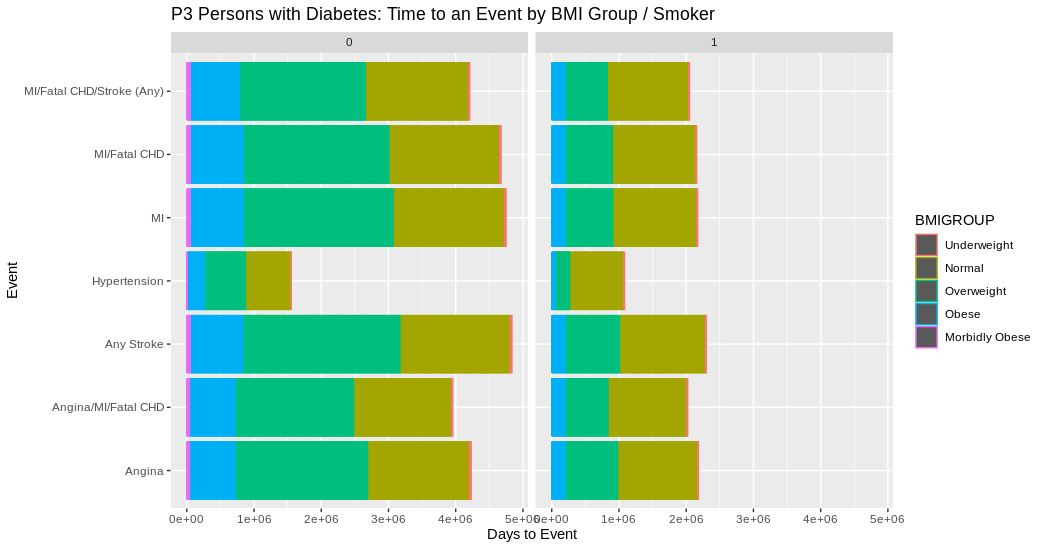 P3 Persons with Diabetes: Time to an Event by BMI Group / Smoker
0
1
MI/Fatal CHD/Stroke (Any)
MI/Fatal CHD
MI
Hypertension
Any Stroke
Angina/MI/Fatal CHD
Angina
Event
0e+00 1e+06 2e+06 3e+06 4e+06 5e+06
0e+00 1e+06 2e+06 3e+06 4e+06 5e+06
Days to Event
BMIGROUP
Underweight
Normal
Overweight
Obese
Morbidly Obese